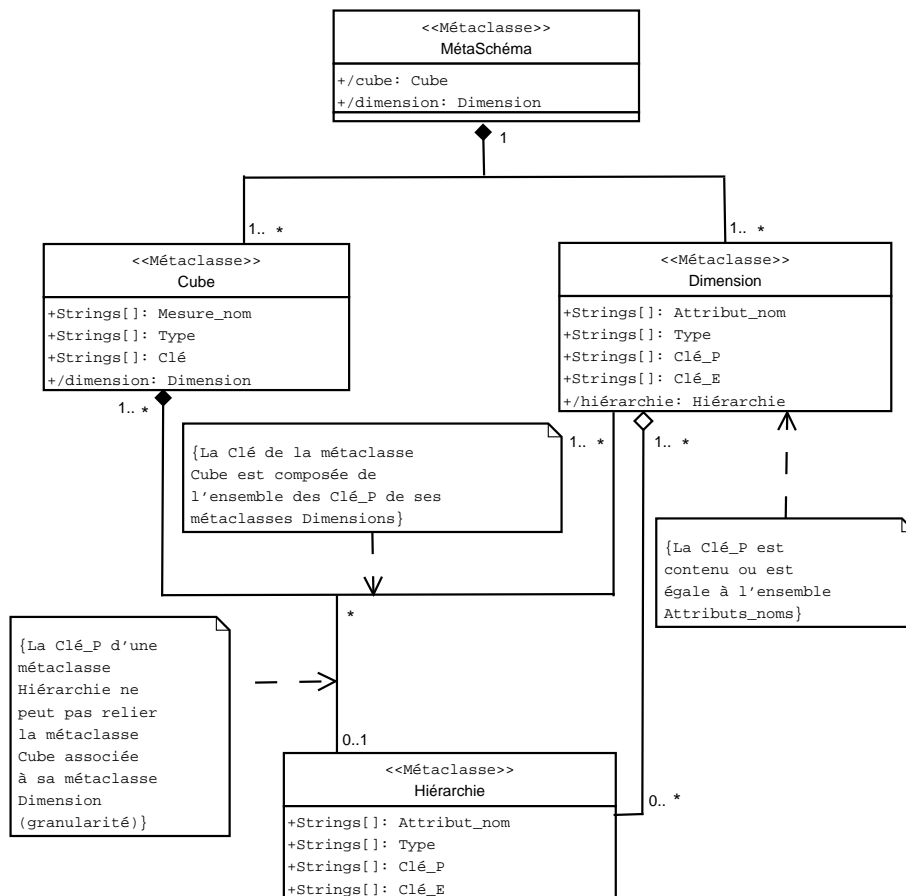 <<Métaclasse>>
MétaSchéma
+/cube: Cube
+/dimension: Dimension
1
1.. *
1.. *
<<Métaclasse>>
Cube
+Strings[]: Mesure_nom
+Strings[]: Type
+Strings[]: Clé
+/dimension: Dimension
<<Métaclasse>>
Dimension
+Strings[]: Attribut_nom
+Strings[]: Type
+Strings[]: Clé_P
+Strings[]: Clé_E
+/hiérarchie: Hiérarchie
1.. *
1.. *
1.. *
{La Clé de la métaclasse
Cube est composée de
l'ensemble des Clé_P de ses
métaclasses Dimensions}
{La Clé_P est
contenu ou est
égale à l'ensemble
Attributs_noms}
*
{La Clé_P d'une
métaclasse
Hiérarchie ne
peut pas relier
la métaclasse
Cube associée
à sa métaclasse
Dimension
(granularité)}
0..1
0.. *
<<Métaclasse>>
Hiérarchie
+Strings[]: Attribut_nom
+Strings[]: Type
+Strings[]: Clé_P
+Strings[]: Clé_E